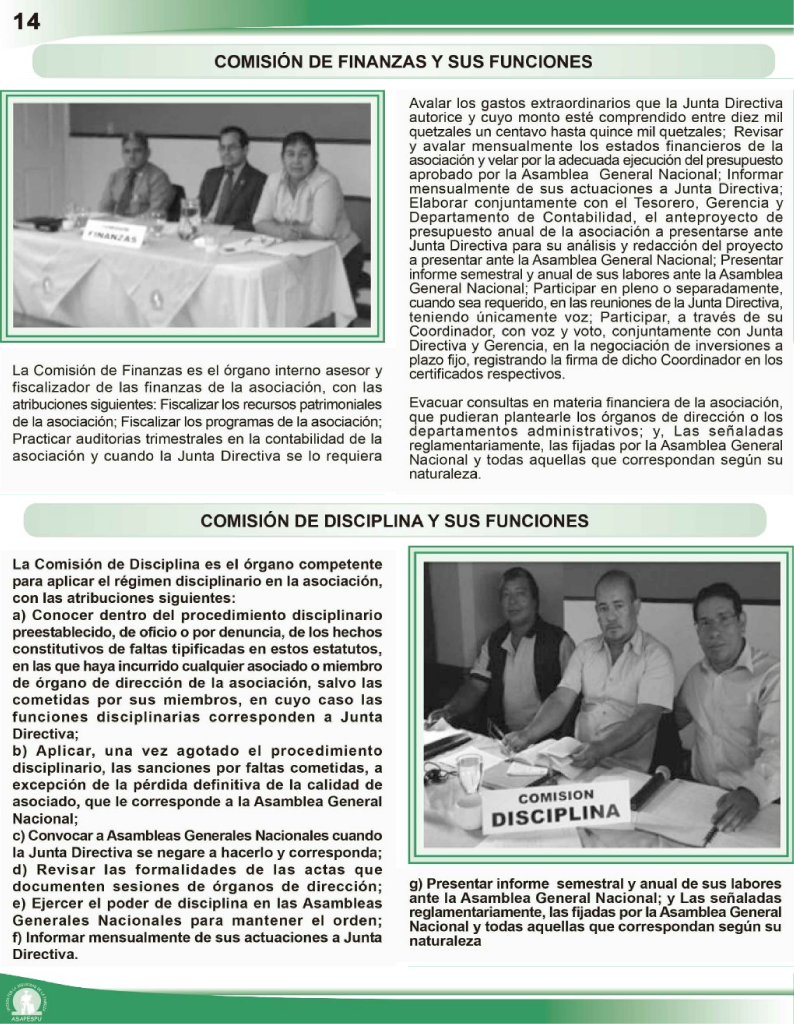 14
COMISIÓN DE FINANZAS Y SUS FUNCIONES
FINANZAS
La Comisión de Finanzas es el órgano interno asesor y
fiscalizador de las finanzas de la asociación, con las
atribuciones siguientes: Fiscalizar los recursos patrimoniales
de la asociación; Fiscalizar los programas de la asociación;
Practicar auditorias trimestrales en la contabilidad de la
asociación y cuando la Junta Directiva se lo requiera
Avalar los gastos extraordinarios que la Junta Directiva
autorice y cuyo monto esté comprendido entre diez mil
quetzales un centavo hasta quince mil quetzales; Revisar
y avalar mensualmente los estados financieros de la
asociación y velar por la adecuada ejecución del presupuesto
aprobado por la Asamblea General Nacional; Informar
mensualmente de sus actuaciones a Junta Directiva;
Elaborar conjuntamente con el Tesorero, Gerencia y
Departamento de Contabilidad, el anteproyecto de
presupuesto anual de la asociación a presentarse ante
Junta Directiva para su análisis y redacción del proyecto
a presentar ante la Asamblea General Nacional; Presentar
informe semestral y anual de sus labores ante la Asamblea
General Nacional; Participar en pleno o separadamente,
cuando sea requerido, en las reuniones de la Junta Directiva,
teniendo únicamente voz; Participar, a través de su
Coordinador, con voz y voto, conjuntamente con Junta
Directiva y Gerencia, en la negociación de inversiones a
plazo fijo, registrando la firma de dicho Coordinador en los
certificados respectivos.
Evacuar consultas en materia financiera de la asociación,
que pudieran plantearle los órganos de dirección o los
departamentos administrativos; y, Las señaladas
reglamentariamente, las fijadas por la Asamblea General
Nacional y todas aquellas que correspondan según su
naturaleza.
COMISIÓN DE DISCIPLINA Y SUS FUNCIONES
La Comisión de Disciplina es el órgano competente
para aplicar el régimen disciplinario en la asociación,
con las atribuciones siguientes:
a) Conocer dentro del procedimiento disciplinario
preestablecido, de oficio o por denuncia, de los hechos
constitutivos de faltas tipificadas en estos estatutos,
en las que haya incurrido cualquier asociado o miembro
de órgano de dirección de la asociación, salvo las
cometidas por sus miembros, en cuyo caso las
funciones disciplinarias corresponden a Junta
Directiva;
b) Aplicar, una vez agotado el procedimiento
disciplinario, las sanciones por faltas cometidas, a
excepción de la pérdida definitiva de la calidad de
asociado, que le corresponde a la Asamblea General
Nacional;
c) Convocar a Asambleas Generales Nacionales cuando
la Junta Directiva se negare a hacerlo y corresponda;
d) Revisar las formalidades de las actas que
documenten sesiones de órganos de dirección;
e) Ejercer el poder de disciplina en las Asambleas
Generales Nacionales para mantener el orden;
f) Informar mensualmente de sus actuaciones a Junta
Directiva.
COMISION
DISCIPLINA
g) Presentar informe semestral y anual de sus labores
ante la Asamblea General Nacional; y Las señaladas
reglamentariamente, las fijadas por la Asamblea General
Nacional y todas aquellas que correspondan según su
naturaleza
ASAFESPU